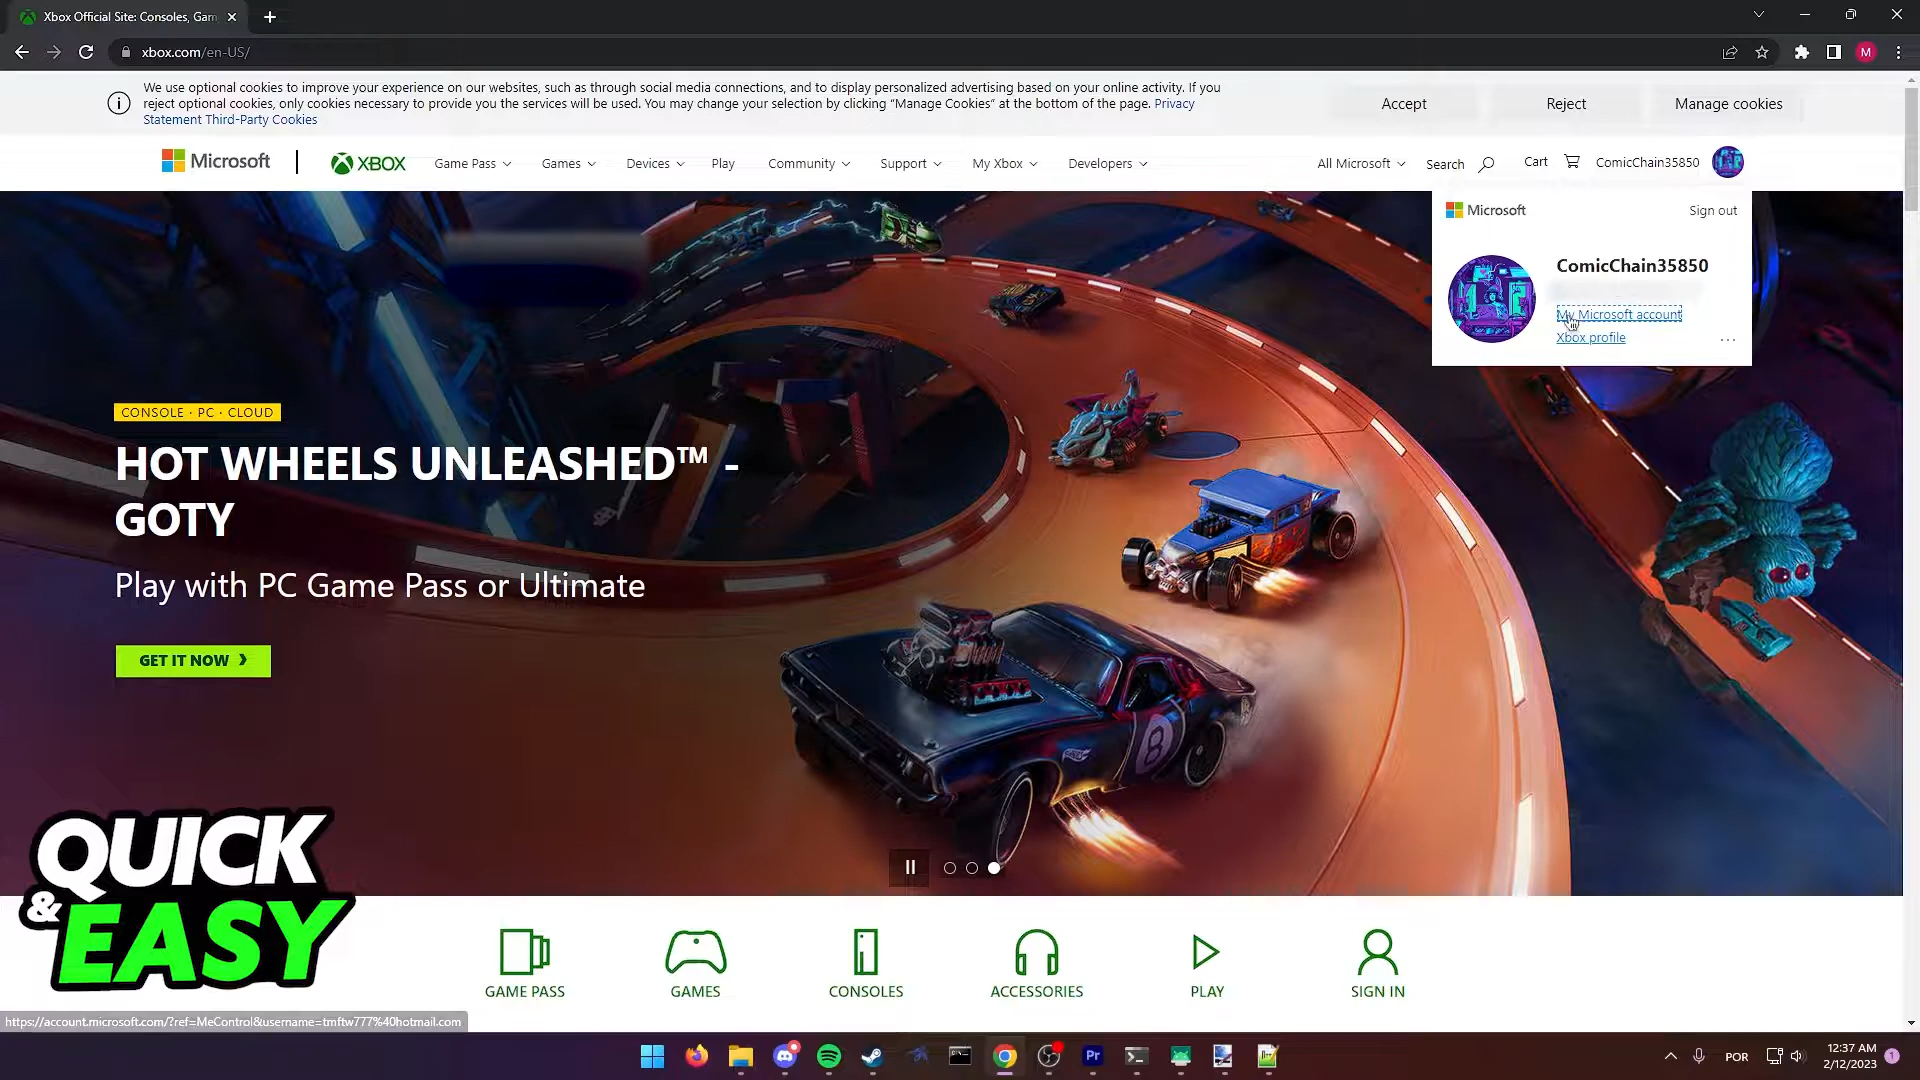 Xbox Official Site: Consoles, Gam
xbox.com/en-US/
M
We use optional cookies to improve your experience on our websites, such as through social media connections, and to display personalized advertising based on your online activity. If you
reject optional cookies, only cookies necessary to provide you the services will be used. You may change your selection by clicking “Manage Cookies” at the bottom of the page. Privacy
Statement Third-Party Cookies
Accept
Reject
Manage cookies
Microsoft
XBOX
Game Pass
Games
Devices
Play
Community
Support
My Xbox
Developers
All Microsoft
Search
Cart
ComicChain35850
Microsoft
Sign out
ComicChain35850
My Microsoft account
Xbox profile
...
CONSOLE · PC · CLOUD
HOT WHEELS UNLEASHED™ -
GOTY
Play with PC Game Pass or Ultimate
GET IT NOW
8
QUICK
& EASY
GAME PASS
GAMES
CONSOLES
ACCESSORIES
PLAY
SIGN IN
https://account.microsoft.com/?ref=MeControl&username=tmftw777%40hotmail.com
Pr
POR
12:37 AM
2/12/2023
1